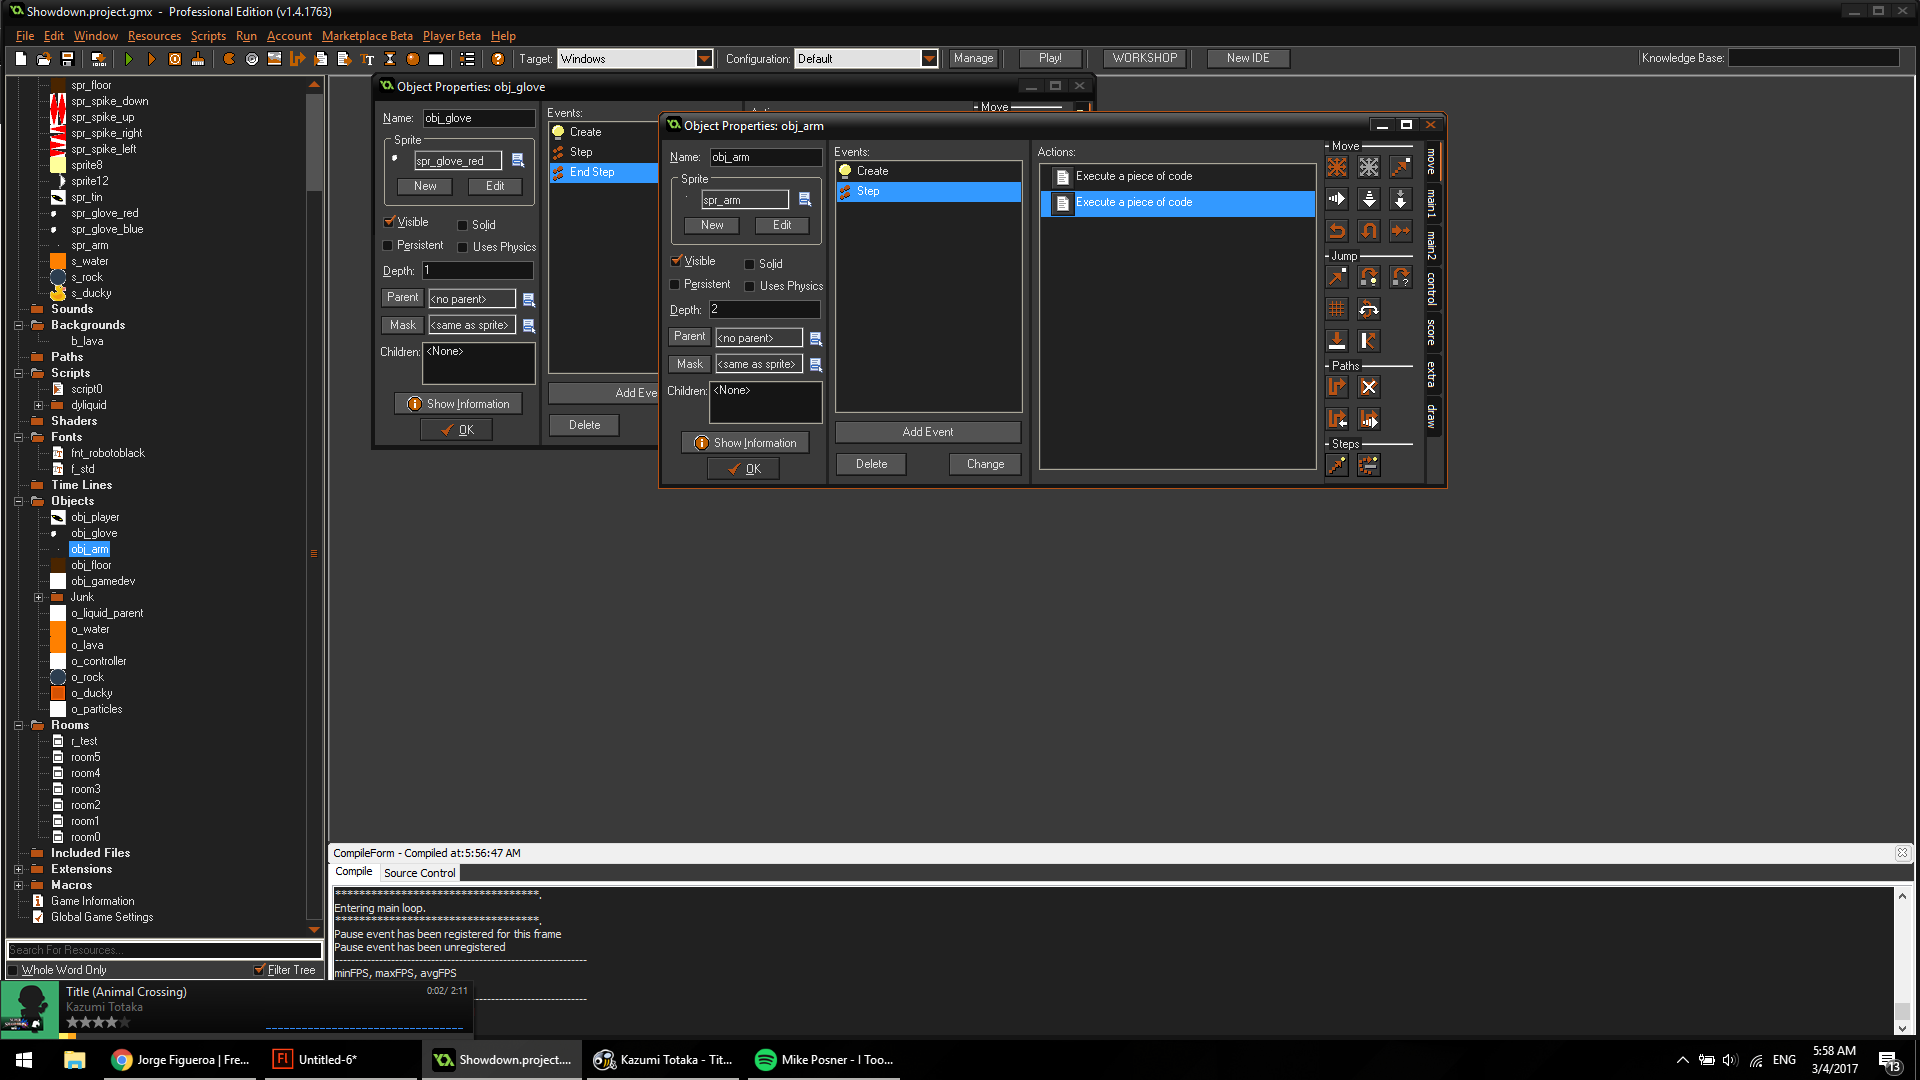 Showdown.project.gmx  -  Professional Edition (v1.4.1763)
File Edit Window Resources Scripts Run Account Marketplace Beta Player Beta Help
Target: Windows Configuration: Default Manage Play! WORKSHOP New IDE Knowledge Base:
spr_floor
spr_spike_down
spr_spike_up
spr_spike_right
spr_spike_left
sprite8
sprite12
spr_tin
spr_glove_red
spr_glove_blue
spr_arm
s_water
s_rock
s_ducky
Sounds
Backgrounds
b_lava
Paths
Scripts
script0
dyliquid
Shaders
Fonts
fnt_robotoblack
f_std
Time Lines
Objects
obj_player
obj_glove
obj_arm
obj_floor
obj_gamedev
Junk
o_liquid_parent
o_water
o_lava
o_controller
o_rock
o_ducky
o_particles
Rooms
r_test
room5
room4
room3
room2
room1
room0
Included Files
Extensions
Macros
Game Information
Global Game Settings
Search For Resources...
Whole Word Only Filter Tree
Object Properties: obj_glove
Name: obj_glove
Sprite
spr_glove_red
New Edit
Visible Solid
Persistent Uses Physics
Depth: 1
Parent <no parent>
Mask <same as sprite>
Children: <None>
Show Information
OK
Events:
Create
Step
End Step
Add Eve
Delete
Move
Object Properties: obj_arm
Name: obj_arm
Sprite
spr_arm
New Edit
Visible Solid
Persistent Uses Physics
Depth: 2
Parent <no parent>
Mask <same as sprite>
Children: <None>
Show Information
OK
Events:
Create
Step
Add Event
Delete Change
Actions:
Execute a piece of code
Execute a piece of code
Move
Jump
Paths
Steps
move
main1
main2
control
score
extra
draw
CompileForm - Compiled at:5:56:47 AM
Compile Source Control
***********************************.
Entering main loop.
***********************************.
Pause event has been registered for this frame
Pause event has been unregistered
minFPS, maxFPS, avgFPS
Title (Animal Crossing) 0:02/ 2:11
Kazumi Totaka
Jorge Figueroa | Fre...
Untitled-6*
Showdown.project....
Kazumi Totaka - Tit...
Mike Posner - I Too...
ENG
5:58 AM
3/4/2017
13